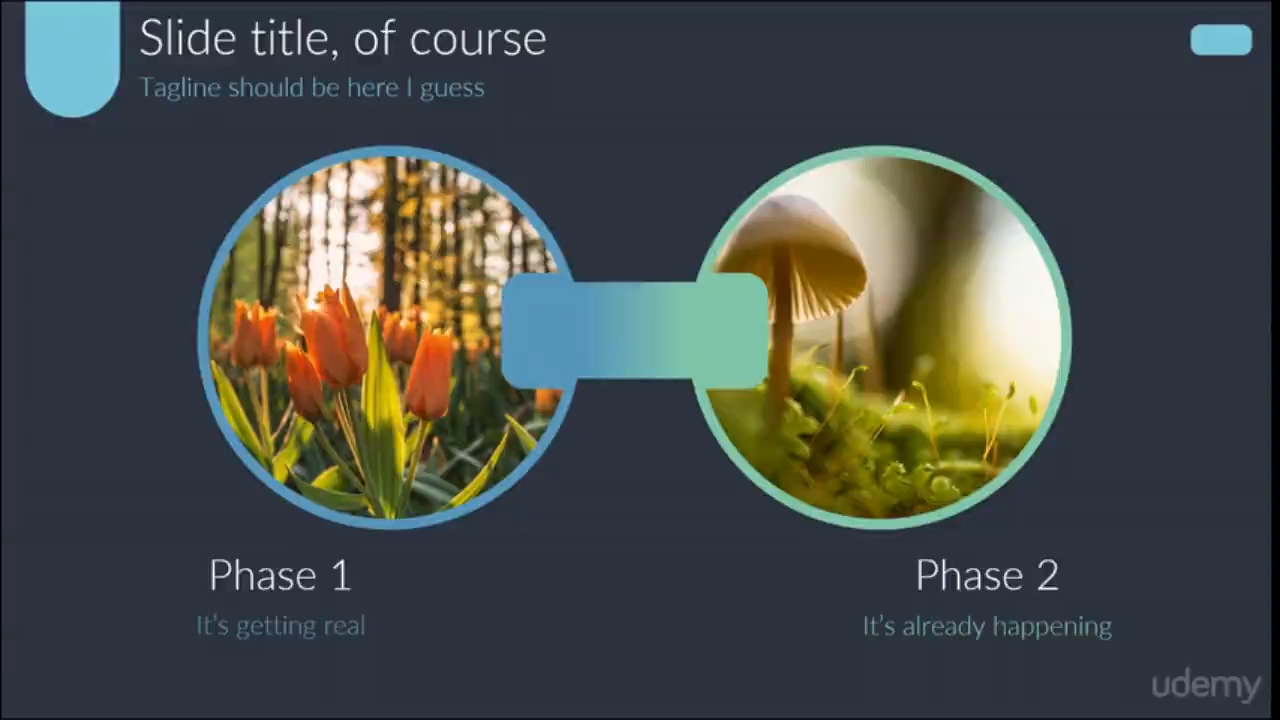 Slide title, of course
Tagline should be here I guess
Phase 1
It's getting real
Phase 2
It's already happening
udemy